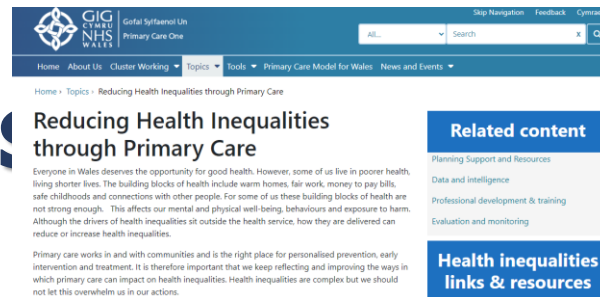 Skip Navigation Feedback Cymraeg
GIG
CYMRU
NHS
WALES
Gofal Sylfaenol Un
Primary Care One
All...
Search
x
Home About Us Cluster Working Topics Tools Primary Care Model for Wales News and Events
Home › Topics › Reducing Health Inequalities through Primary Care
Reducing Health Inequalities
through Primary Care
Everyone in Wales deserves the opportunity for good health. However, some of us live in poorer health,
living shorter lives. The building blocks of health include warm homes, fair work, money to pay bills,
safe childhoods and connections with other people. For some of us these building blocks of health are
not strong enough. This affects our mental and physical well-being, behaviours and exposure to harm.
Although the drivers of health inequalities sit outside the health service, how they are delivered can
reduce or increase health inequalities.
Primary care works in and with communities and is the right place for personalised prevention, early
intervention and treatment. It is therefore important that we keep reflecting and improving the ways in
which primary care can impact on health inequalities. Health inequalities are complex but we should
not let this overwhelm us in our actions.
Related content
Planning Support and Resources
Data and intelligence
Professional development & training
Evaluation and monitoring
Health inequalities
links & resources